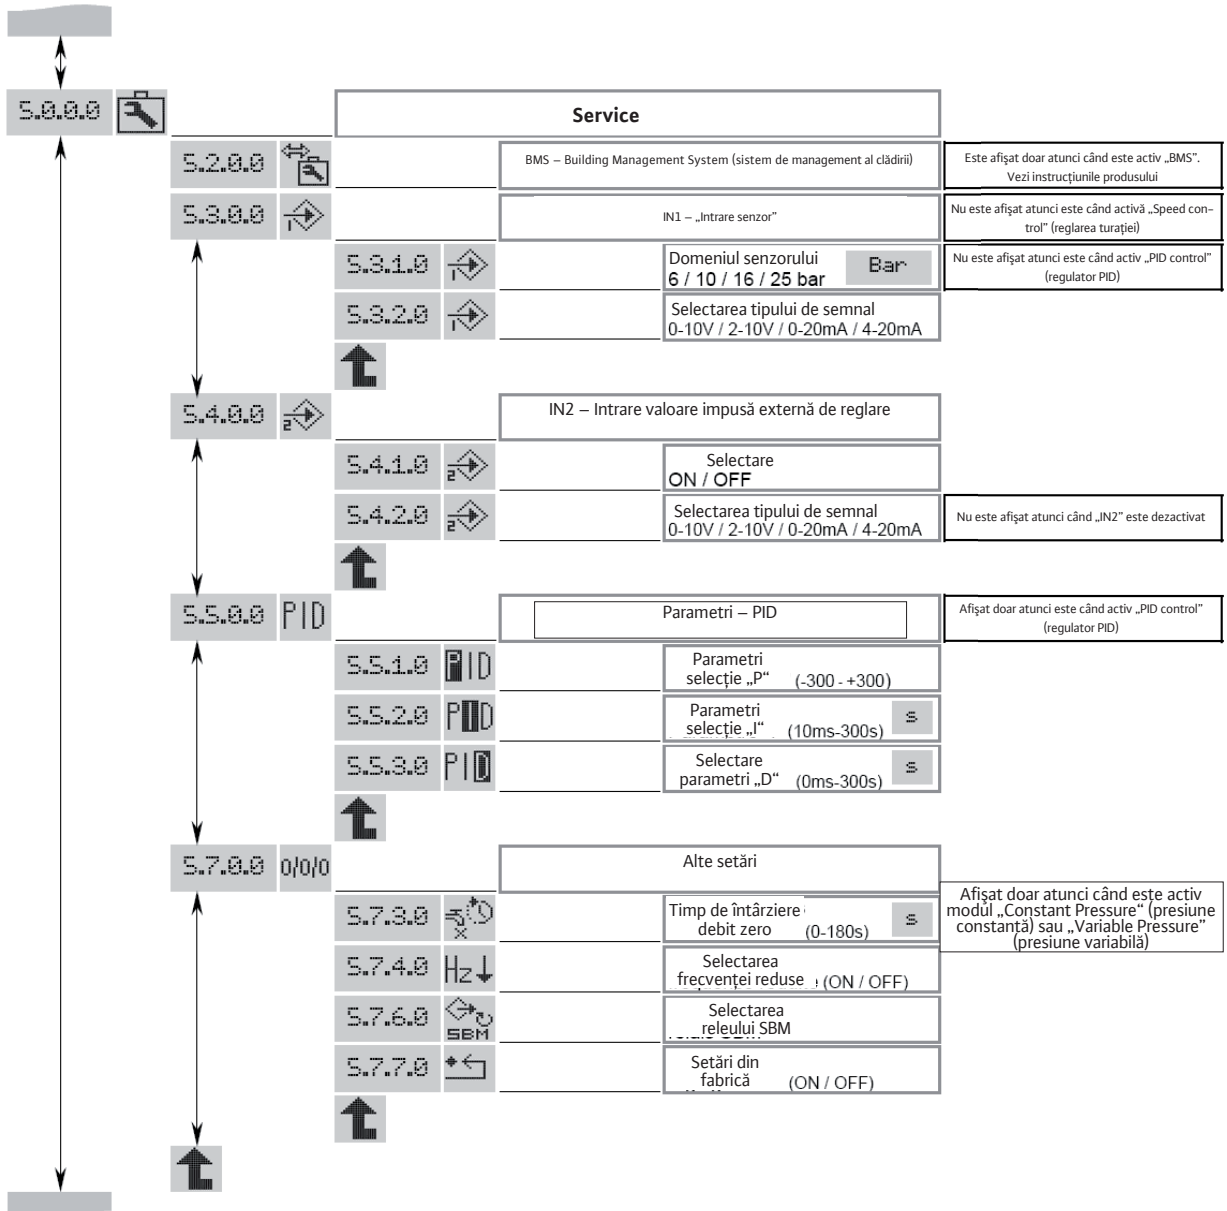 5.0.0.0
Service
5.2.0.0
BMS – Building Management System (sistem de management al clădirii)
Este afişat doar atunci când este activ „BMS”.
Vezi instrucţiunile produsului
5.3.0.0
1
IN1 – „Intrare senzor”
Nu este afişat atunci este când activă „Speed con-
trol” (reglarea turaţiei)
5.3.1.0
1
Domeniul senzorului
6 / 10 / 16 / 25 bar
Bar
Nu este afişat atunci este când activ „PID control”
(regulator PID)
5.3.2.0
1
Selectarea tipului de semnal
0-10V / 2-10V / 0-20mA / 4-20mA
5.4.0.0
2
IN2 – Intrare valoare impusă externă de reglare
5.4.1.0
2
Selectare
ON / OFF
5.4.2.0
2
Selectarea tipului de semnal
0-10V / 2-10V / 0-20mA / 4-20mA
Nu este afişat atunci când „IN2” este dezactivat
5.5.0.0 PID
Parametri – PID
Afişat doar atunci este când activ „PID control”
(regulator PID)
5.5.1.0 PID
Parametri
selecţie „P“ (-300 - +300)
5.5.2.0 PID
Parametri
selecţie „I“ (10ms-300s)
s
5.5.3.0 PID
Selectare
parametri „D“ (0ms-300s)
s
5.7.0.0 0/0/0
Alte setări
5.7.3.0
x
Timp de întârziere
debit zero (0-180s)
s
Afişat doar atunci când este activ
modul „Constant Pressure“ (presiune
constantă) sau „Variable Pressure”
(presiune variabilă)
5.7.4.0 Hz
Selectarea
frecvenţei reduse (ON / OFF)
5.7.6.0
SBM
Selectarea
releului SBM
5.7.7.0
Setări din
fabrică (ON / OFF)